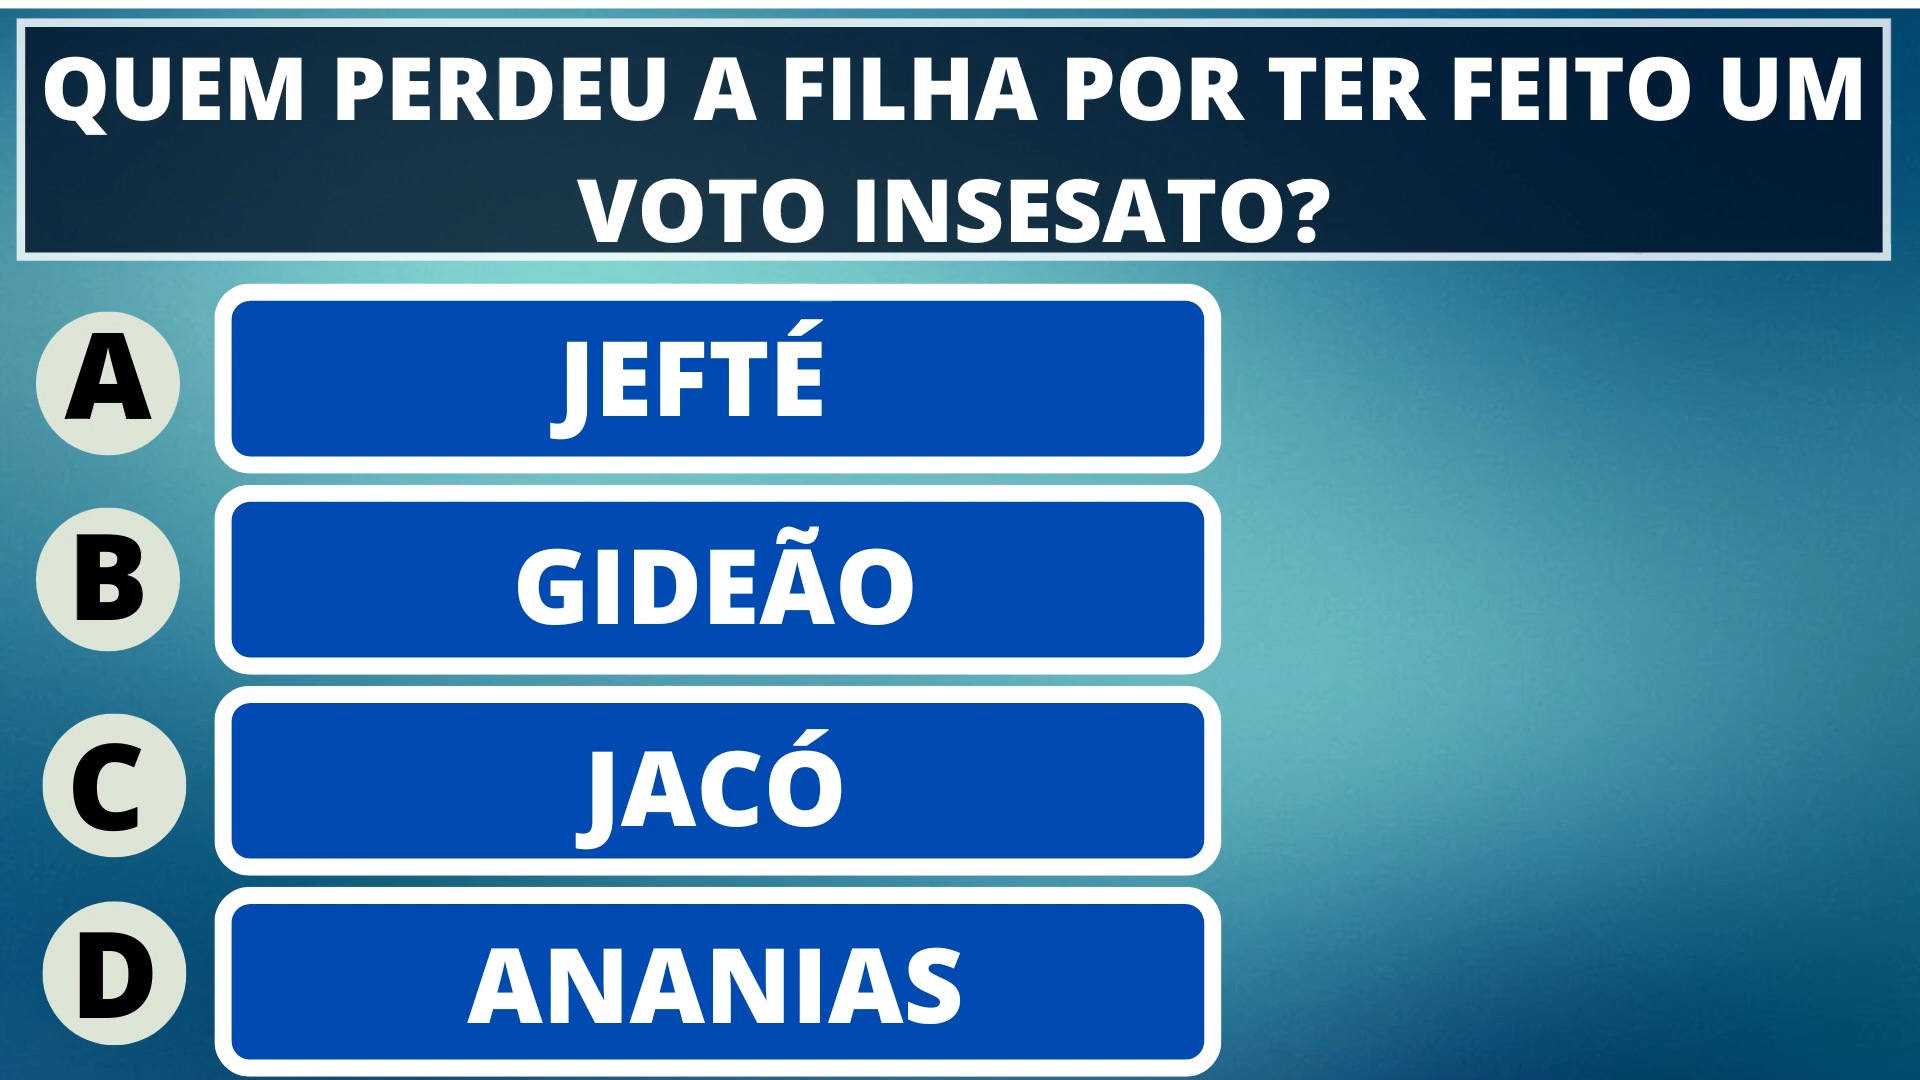 QUEM PERDEU A FILHA POR TER FEITO UM
VOTO INSESATO?
A JEFTÉ
B GIDEÃO
C JACÓ
D ANANIAS